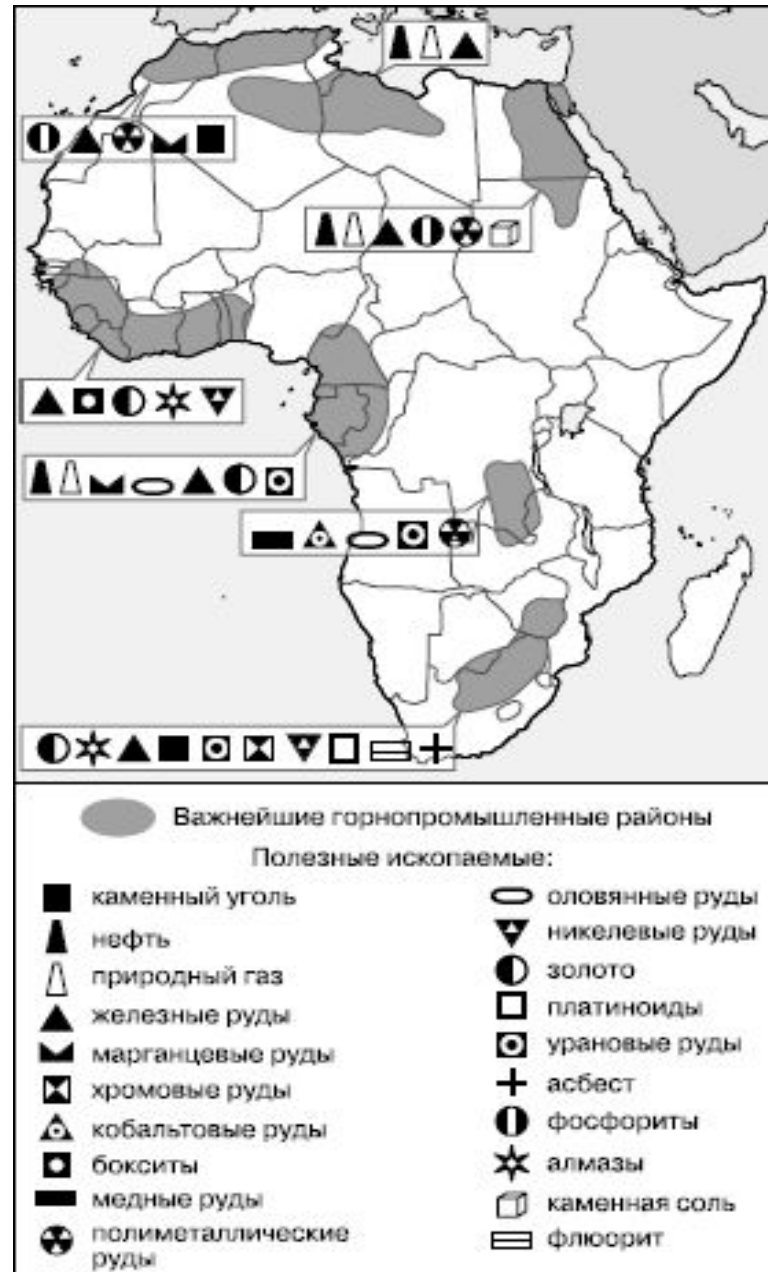 Важнейшие горнопромышленные районы
Полезные ископаемые:
каменный уголь
нефть
природный газ
железные руды
марганцевые руды
хромовые руды
кобальтовые руды
бокситы
медные руды
полиметаллические
руды
оловянные руды
никелевые руды
золото
платиноиды
урановые руды
асбест
фосфориты
алмазы
каменная соль
флюорит